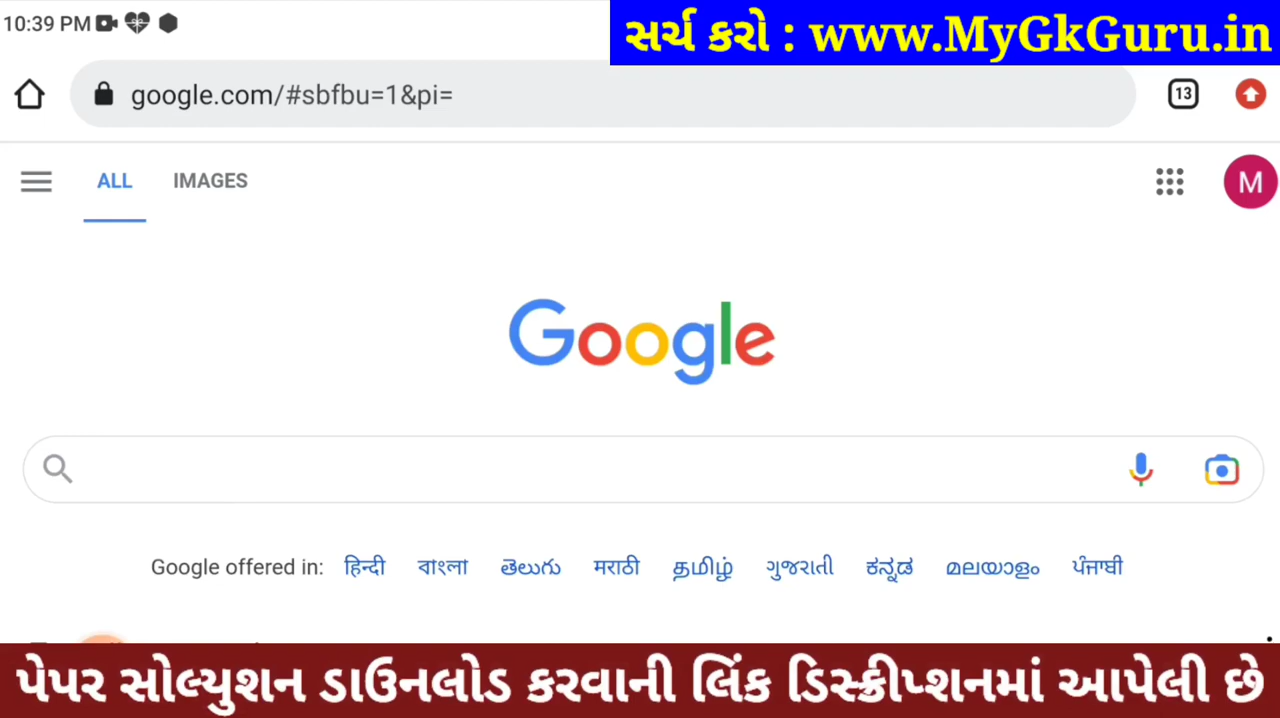 10:39 PM
સર્ચ કરો : www.MyGkGuru.in
google.com/#sbfbu=1&pi=
13
ALL IMAGES
M
Google
Google offered in: हिन्दी বাংলা తెలుగు मराठी தமிழ் ગુજરાતી ಕನ್ನಡ മലയാളം ਪੰਜਾਬੀ
પેપર સોલ્યુશન ડાઉનલોડ કરવાની લિંક ડિસ્ક્રીપ્શનમાં આપેલી છે